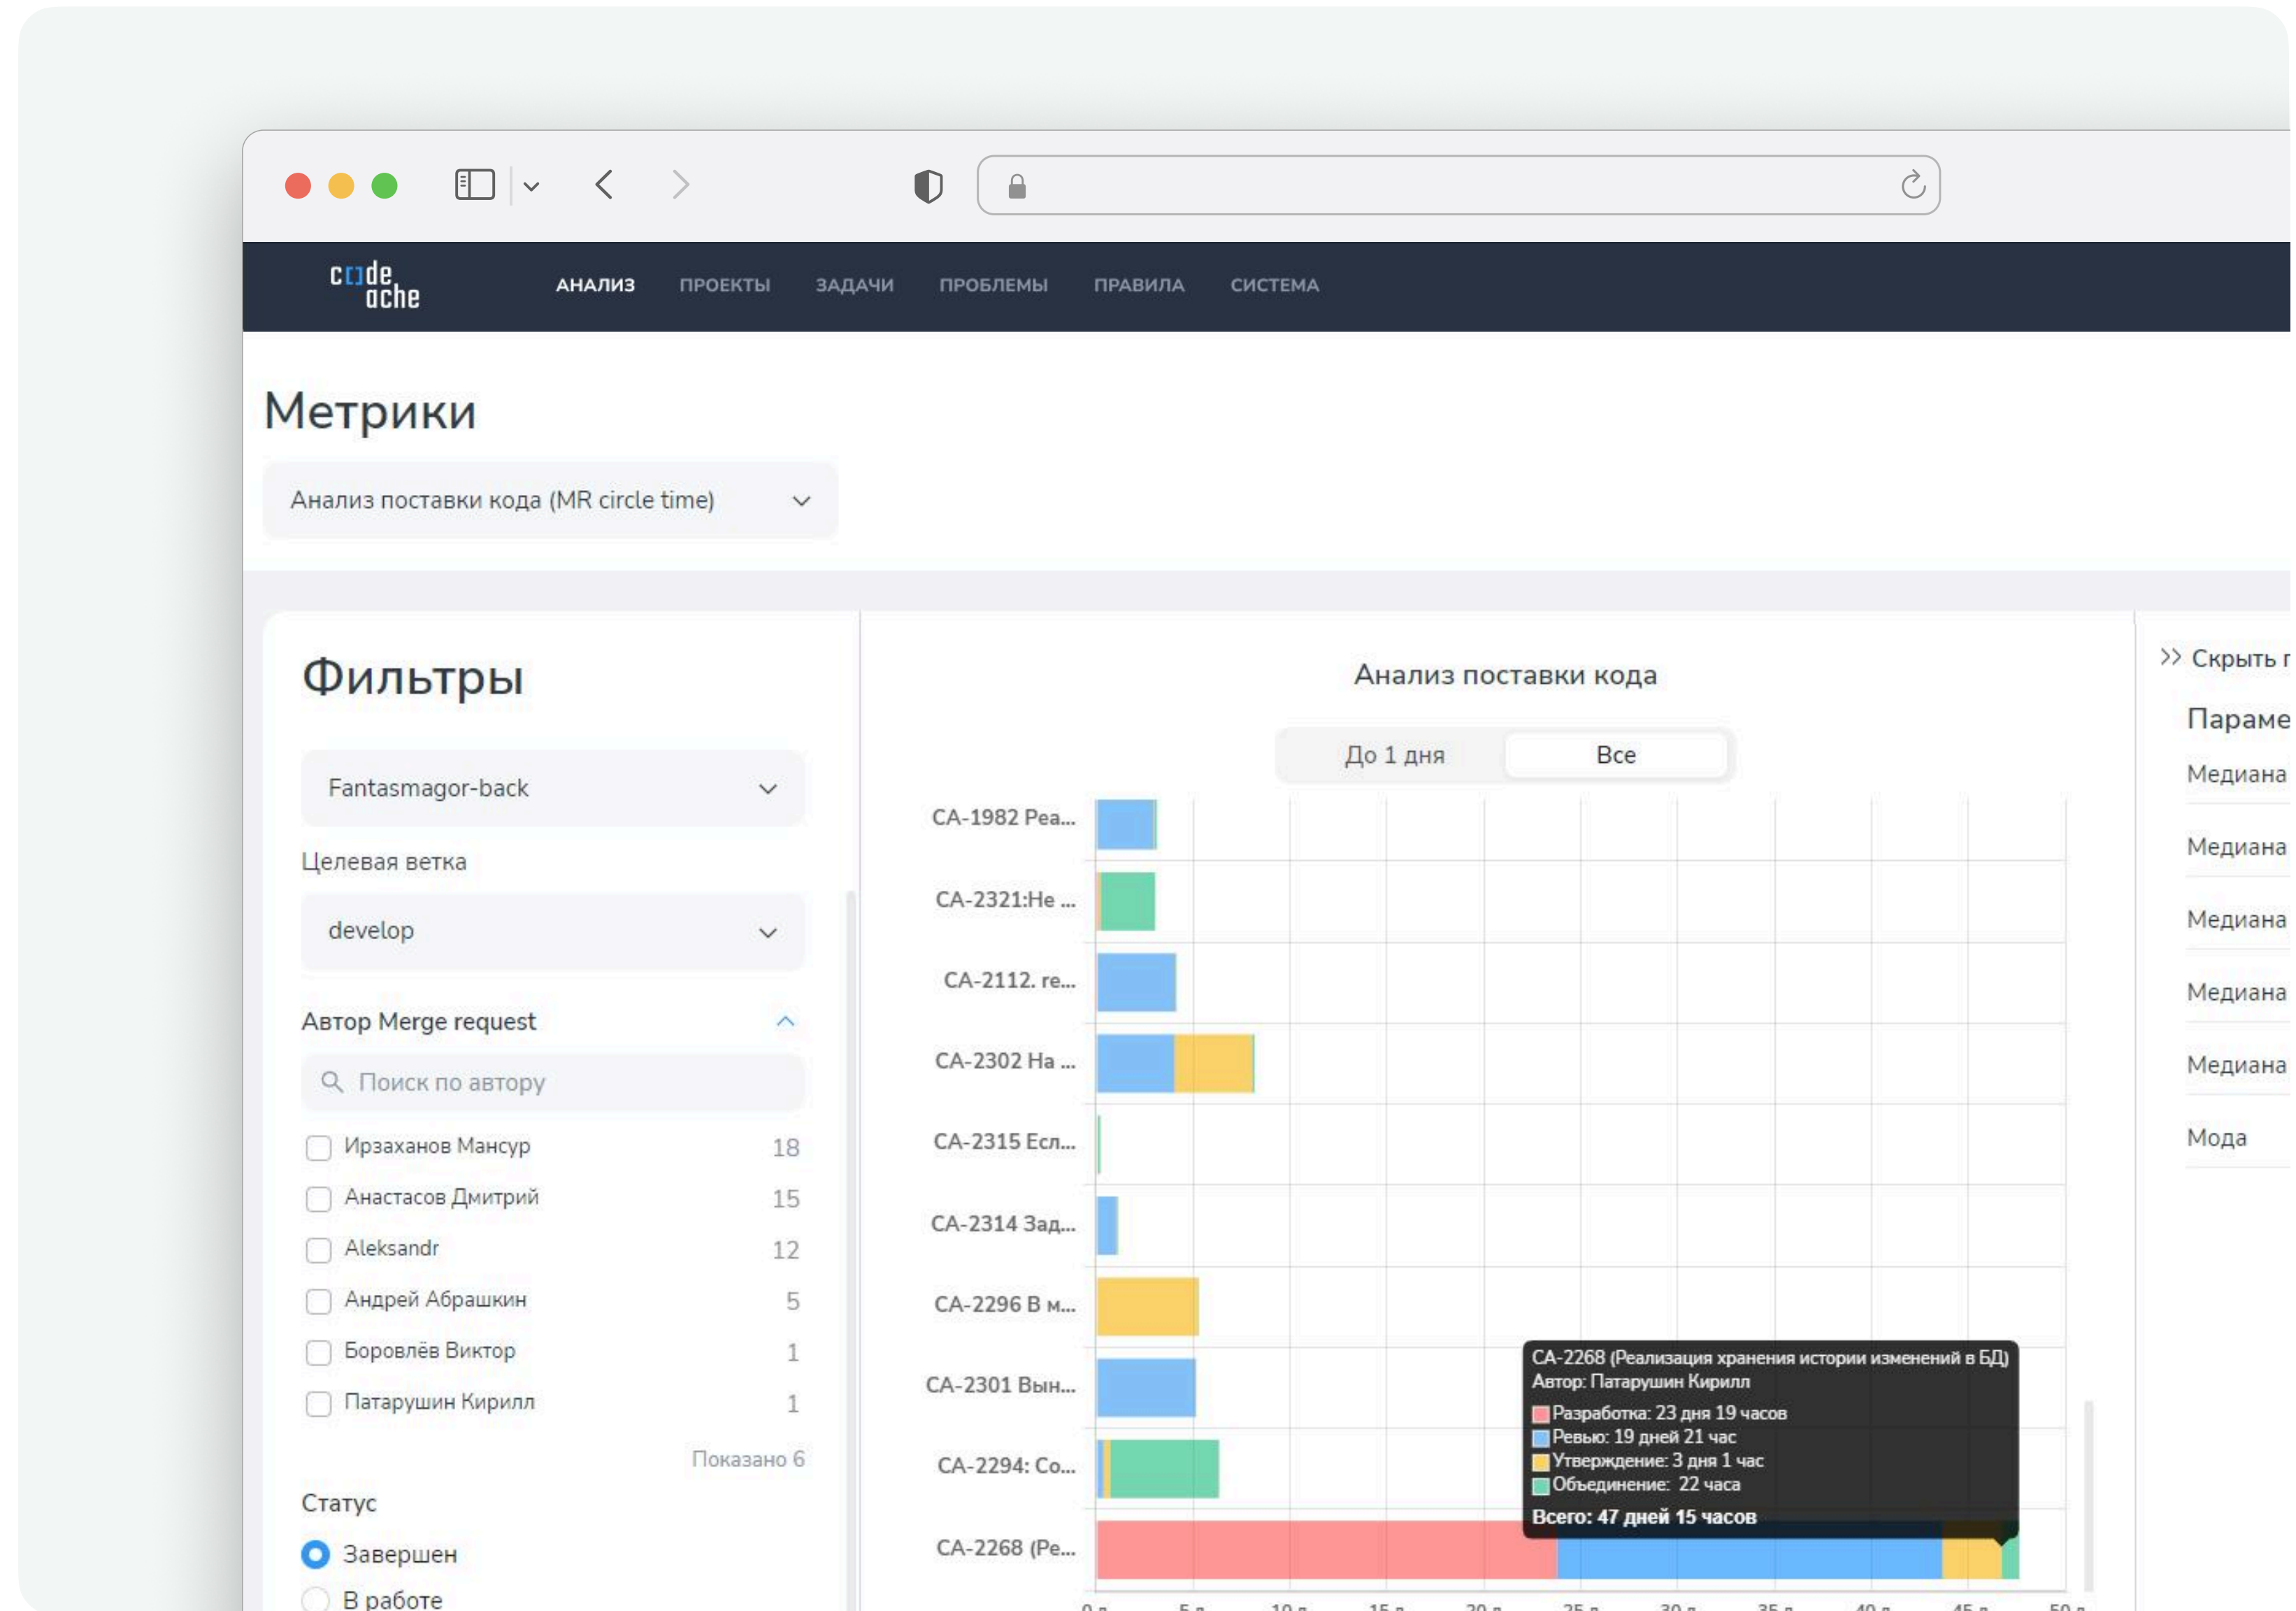 code
ache
АНАЛИЗ ПРОЕКТЫ ЗАДАЧИ ПРОБЛЕМЫ ПРАВИЛА СИСТЕМА
Метрики
Анализ поставки кода (MR circle time)
Фильтры
Fantasmagor-back
Целевая ветка
develop
Автор Merge request
Поиск по автору
Ирзаханов Мансур 18
Анастасов Дмитрий 15
Aleksandr 12
Андрей Абрашкин 5
Боровлёв Виктор 1
Патарушин Кирилл 1
Показано 6
Статус
Завершен
В работе
Анализ поставки кода
До 1 дня Все
CA-1982 Реа...
CA-2321:Не ...
CA-2112. re...
CA-2302 На ...
CA-2315 Есл...
CA-2314 Зад...
CA-2296 В м...
CA-2301 Вын...
CA-2294: Со...
CA-2268 (Ре...
CA-2268 (Реализация хранения истории изменений в БД)
Автор: Патарушин Кирилл
Разработка: 23 дня 19 часов
Ревью: 19 дней 21 час
Утверждение: 3 дня 1 час
Объединение: 22 часа
Всего: 47 дней 15 часов
Скрыть
Медиана
Медиана
Медиана
Медиана
Медиана
Мода